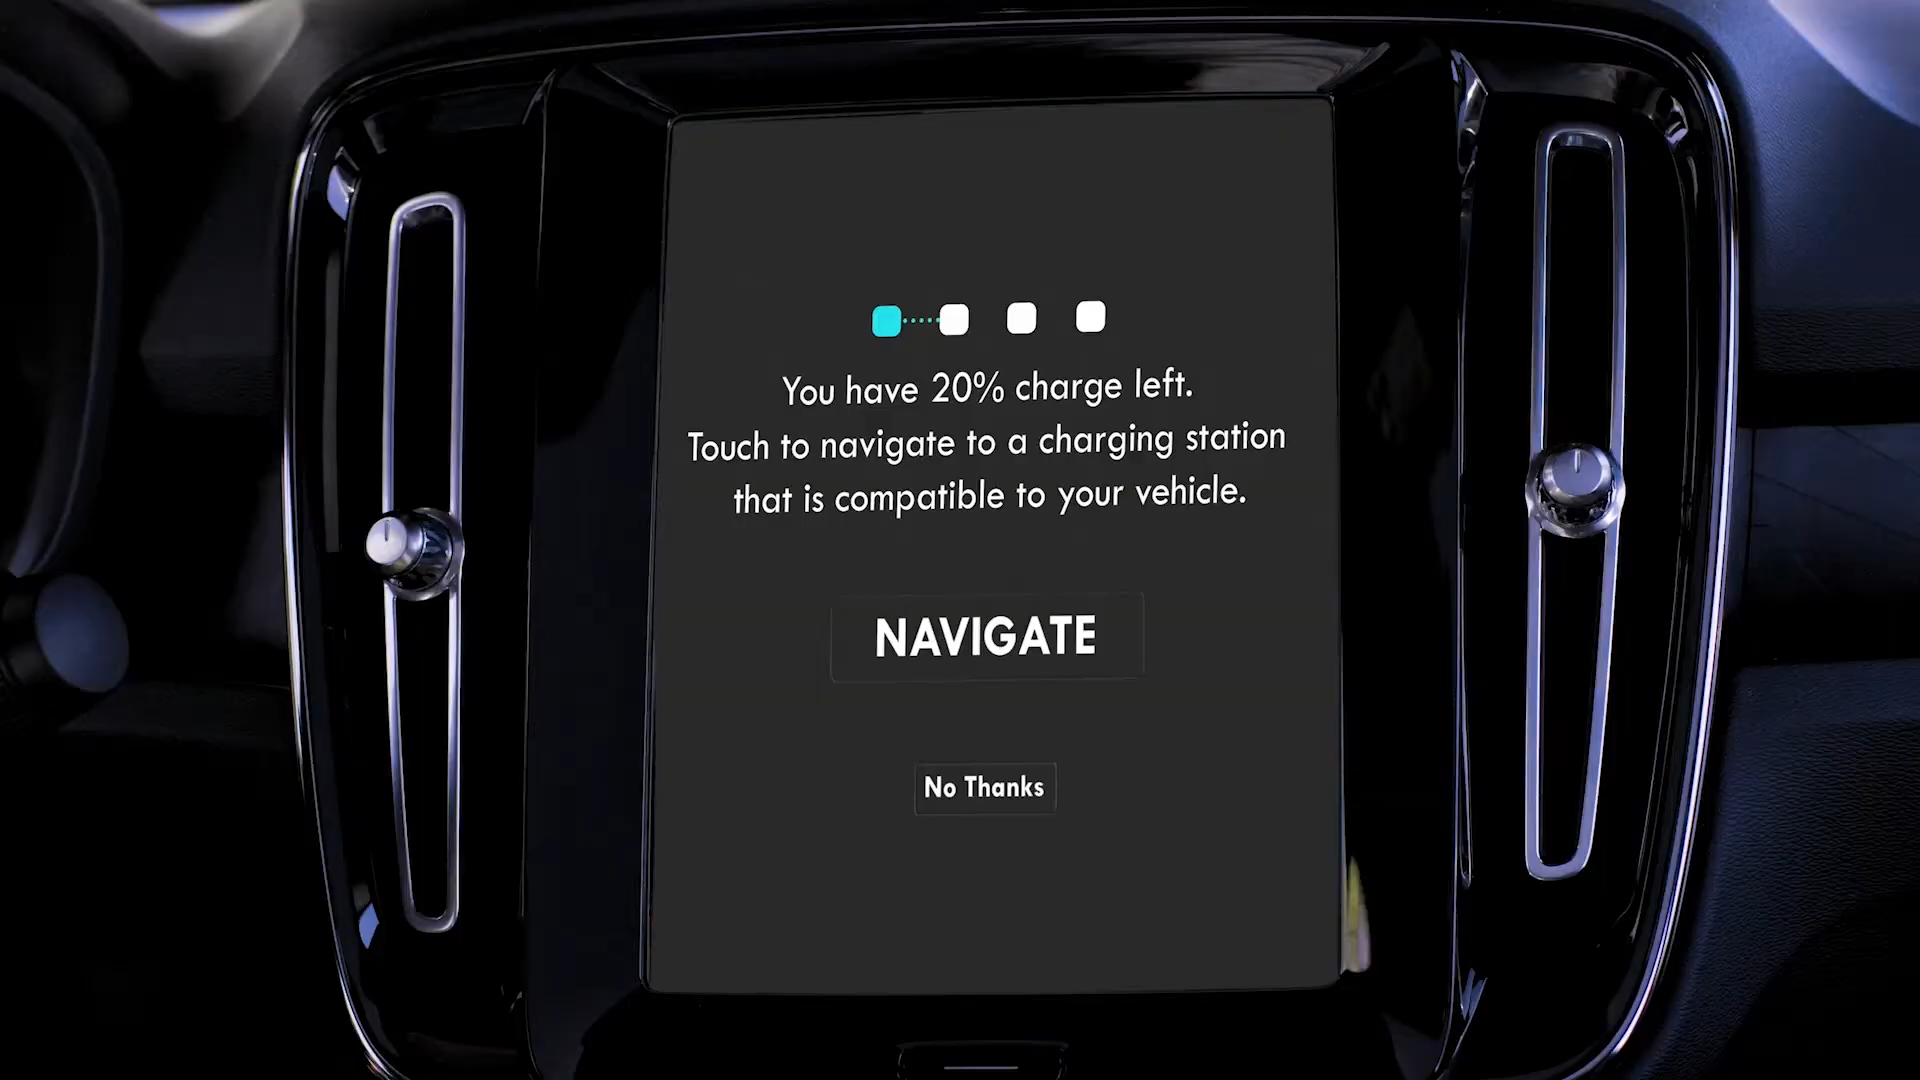 You have 20% charge left.
Touch to navigate to a charging station
that is compatible to your vehicle.
NAVIGATE
No Thanks